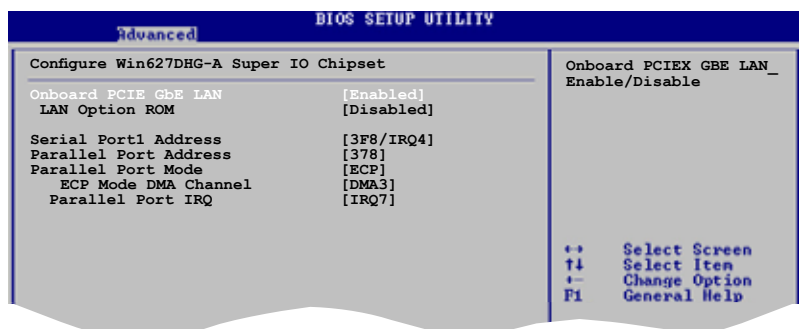 BIOS SETUP UTILITY
Advanced
Configure Win627DHG-A Super IO Chipset
Onboard PCIE GbE LAN [Enabled]
LAN Option ROM [Disabled]
Serial Port1 Address [3F8/IRQ4]
Parallel Port Address [378]
Parallel Port Mode [ECP]
ECP Mode DMA Channel [DMA3]
Parallel Port IRQ [IRQ7]
Onboard PCIEX GBE LAN_
Enable/Disable
←→ Select Screen
↑↓ Select Item
+- Change Option
F1 General Help